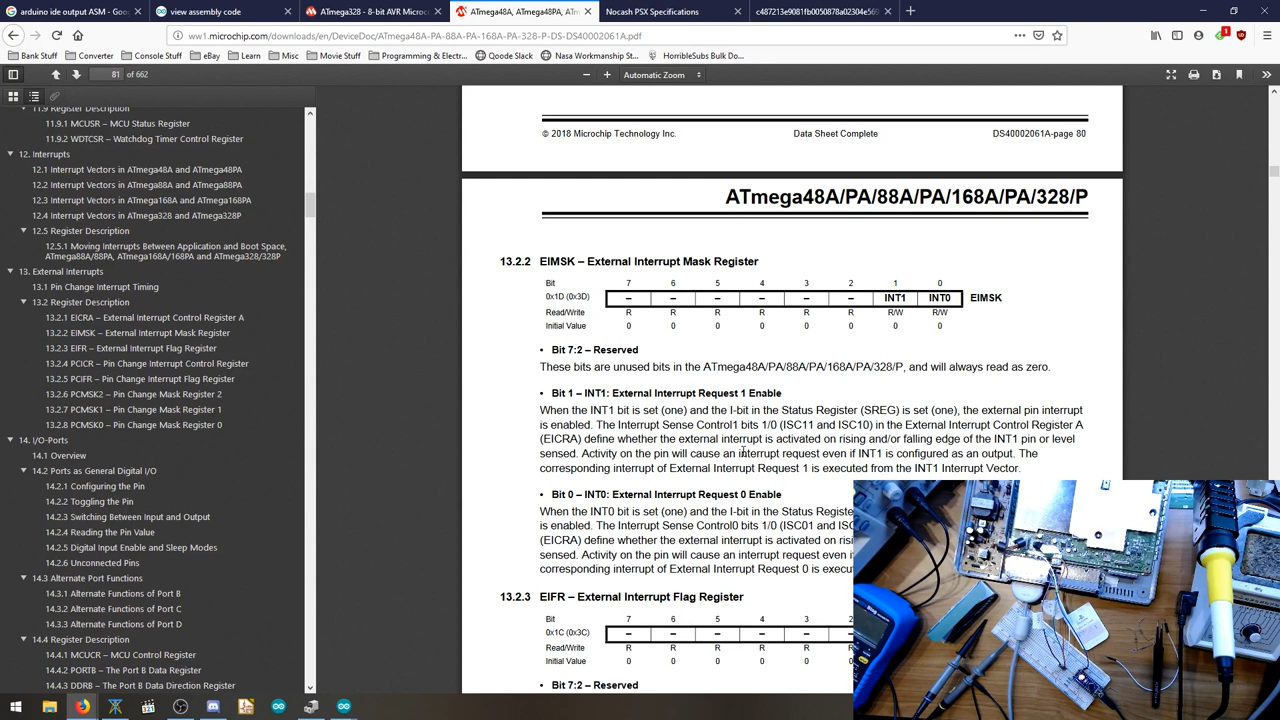 arduino ide output ASM - Goo
view assembly code
ATmega328 - 8-bit AVR Microc
ATmega48A, ATmega48PA, AT
Nocash PSX Specifications
c487213e9081fb0050878a02304e569
ww1.microchip.com/downloads/en/DeviceDoc/ATmega48A-PA-88A-PA-168A-PA-328-P-DS-DS40002061A.pdf
Bank Stuff
Converter
Console Stuff
eBay
Learn
Misc
Movie Stuff
Programming & Electr...
Qoode Slack
Nasa Workmanship St...
HorribleSubs Bulk Do...
81 of 662
Automatic Zoom
11.9 Register Description
11.9.1 MCUSR – MCU Status Register
11.9.2 WDTCSR – Watchdog Timer Control Register
12. Interrupts
12.1 Interrupt Vectors in ATmega48A and ATmega48PA
12.2 Interrupt Vectors in ATmega88A and ATmega88PA
12.3 Interrupt Vectors in ATmega168A and ATmega168PA
12.4 Interrupt Vectors in ATmega328 and ATmega328P
12.5 Register Description
12.5.1 Moving Interrupts Between Application and Boot Space,
ATmega88A/88PA, ATmega168A/168PA and ATmega328/328P
13. External Interrupts
13.1 Pin Change Interrupt Timing
13.2 Register Description
13.2.1 EICRA – External Interrupt Control Register A
13.2.2 EIMSK – External Interrupt Mask Register
13.2.3 EIFR – External Interrupt Flag Register
13.2.4 PCICR – Pin Change Interrupt Control Register
13.2.5 PCIFR – Pin Change Interrupt Flag Register
13.2.6 PCMSK2 – Pin Change Mask Register 2
13.2.7 PCMSK1 – Pin Change Mask Register 1
13.2.8 PCMSK0 – Pin Change Mask Register 0
14. I/O-Ports
14.1 Overview
14.2 Ports as General Digital I/O
14.2.1 Configuring the Pin
14.2.2 Toggling the Pin
14.2.3 Switching Between Input and Output
14.2.4 Reading the Pin Value
14.2.5 Digital Input Enable and Sleep Modes
14.2.6 Unconnected Pins
14.3 Alternate Port Functions
14.3.1 Alternate Functions of Port B
14.3.2 Alternate Functions of Port C
14.3.3 Alternate Functions of Port D
14.4 Register Description
14.4.1 MCUCR – MCU Control Register
14.4.2 PORTB – The Port B Data Register
14.4.3 DDRB – The Port B Data Direction Register
© 2018 Microchip Technology Inc. Data Sheet Complete DS40002061A-page 80
ATmega48A/PA/88A/PA/168A/PA/328/P
13.2.2 EIMSK – External Interrupt Mask Register
Bit 7 6 5 4 3 2 1 0
0x1D (0x3D) – – – – – – INT1 INT0 EIMSK
Read/Write R R R R R R R/W R/W
Initial Value 0 0 0 0 0 0 0 0
• Bit 7:2 – Reserved
These bits are unused bits in the ATmega48A/PA/88A/PA/168A/PA/328/P, and will always read as zero.
• Bit 1 – INT1: External Interrupt Request 1 Enable
When the INT1 bit is set (one) and the I-bit in the Status Register (SREG) is set (one), the external pin interrupt
is enabled. The Interrupt Sense Control1 bits 1/0 (ISC11 and ISC10) in the External Interrupt Control Register A
(EICRA) define whether the external interrupt is activated on rising and/or falling edge of the INT1 pin or level
sensed. Activity on the pin will cause an interrupt request even if INT1 is configured as an output. The
corresponding interrupt of External Interrupt Request 1 is executed from the INT1 Interrupt Vector.
• Bit 0 – INT0: External Interrupt Request 0 Enable
When the INT0 bit is set (one) and the I-bit in the Status Register
is enabled. The Interrupt Sense Control0 bits 1/0 (ISC01 and ISC
(EICRA) define whether the external interrupt is activated on risi
sensed. Activity on the pin will cause an interrupt request even i
corresponding interrupt of External Interrupt Request 0 is execu
13.2.3 EIFR – External Interrupt Flag Register
Bit 7 6 5 4 3 2
0x1C (0x3C) – – – – –
Read/Write R R R R R R
Initial Value 0 0 0 0 0 0
• Bit 7:2 – Reserved